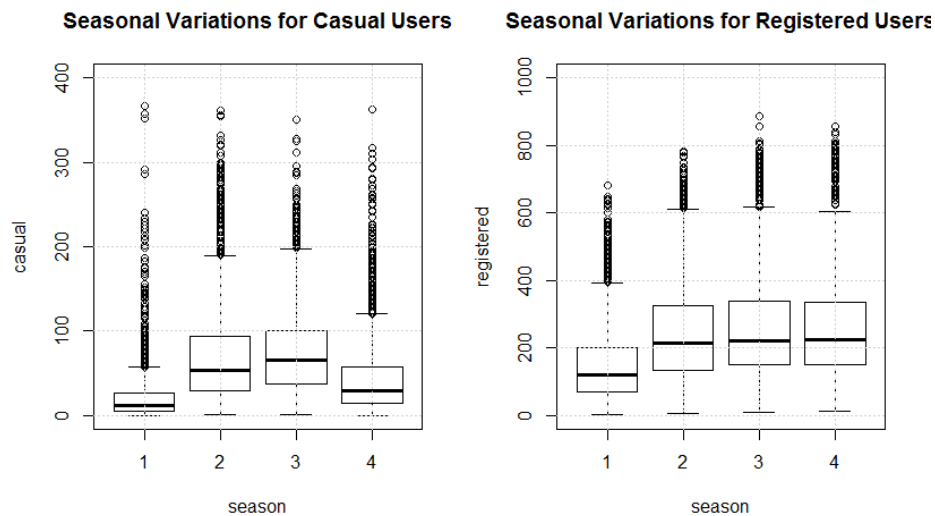 Seasonal Variations for Casual Users
400
300
200
100
0
casual
1 2 3 4
season
Seasonal Variations for Registered Users
1000
800
600
400
200
0
registered
1 2 3 4
season